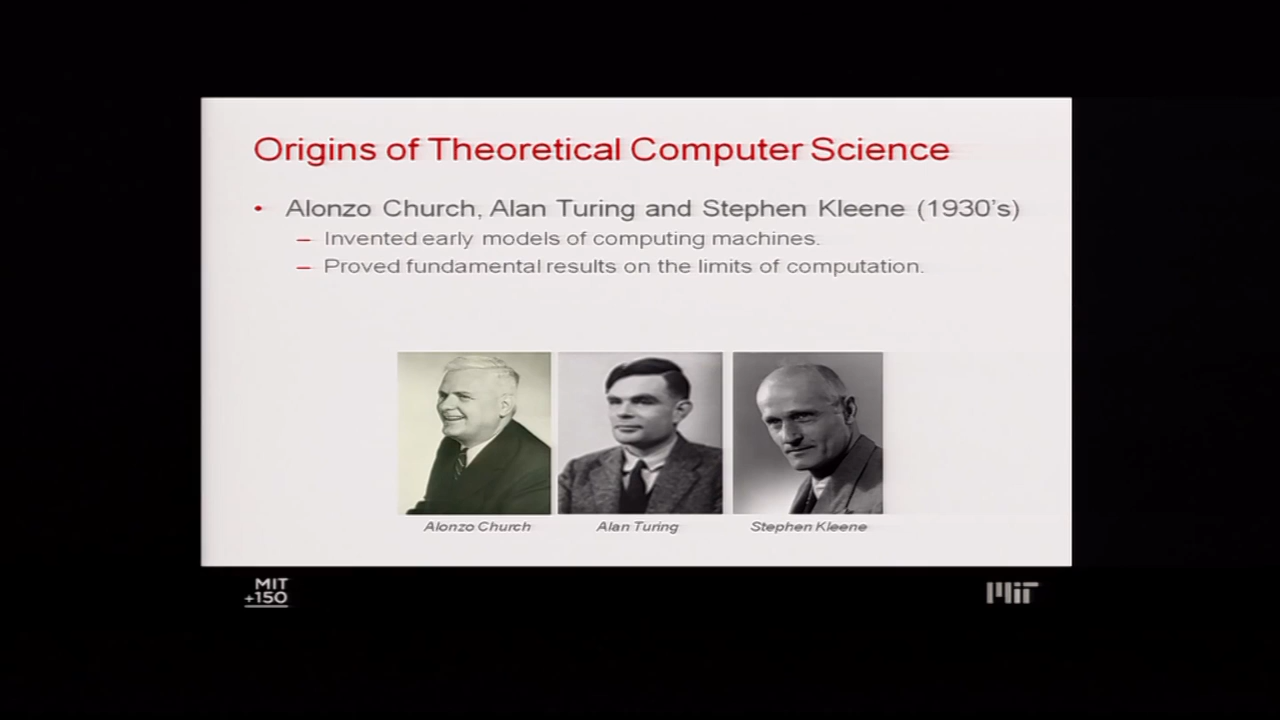 Origins of Theoretical Computer Science
• Alonzo Church, Alan Turing and Stephen Kleene (1930's)
– Invented early models of computing machines.
– Proved fundamental results on the limits of computation.
Alonzo Church Alan Turing Stephen Kleene
MIT
+150
MIT